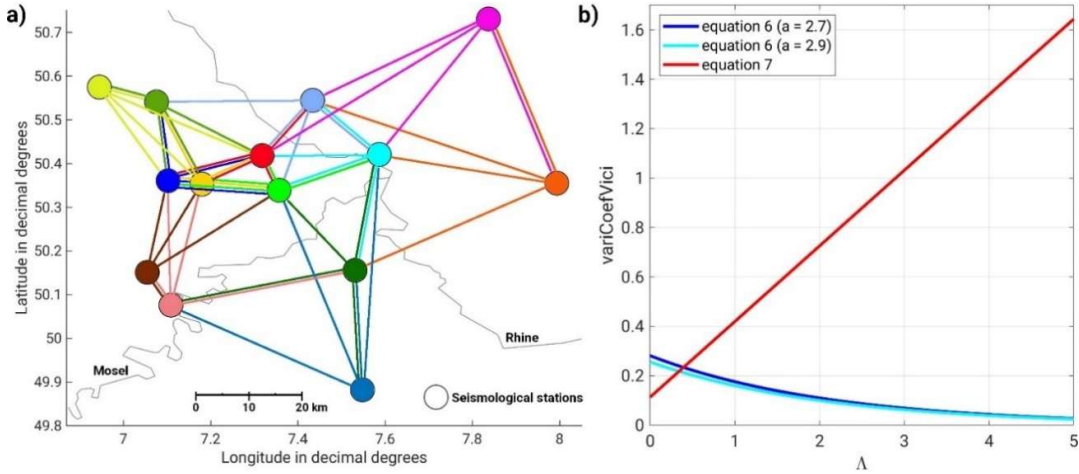 a)
50.7
50.6
50.5
50.4
50.3
50.2
50.1
50
49.9
49.8
Latitude in decimal degrees
7
7.2
7.4
7.6
7.8
8
Longitude in decimal degrees
Mosel
Rhine
0 10 20 km
Seismological stations
b)
equation 6 (a = 2.7)
equation 6 (a = 2.9)
equation 7
1.6
1.4
1.2
1
0.8
0.6
0.4
0.2
0
variCoefVici
0 1 2 3 4 5
Λ